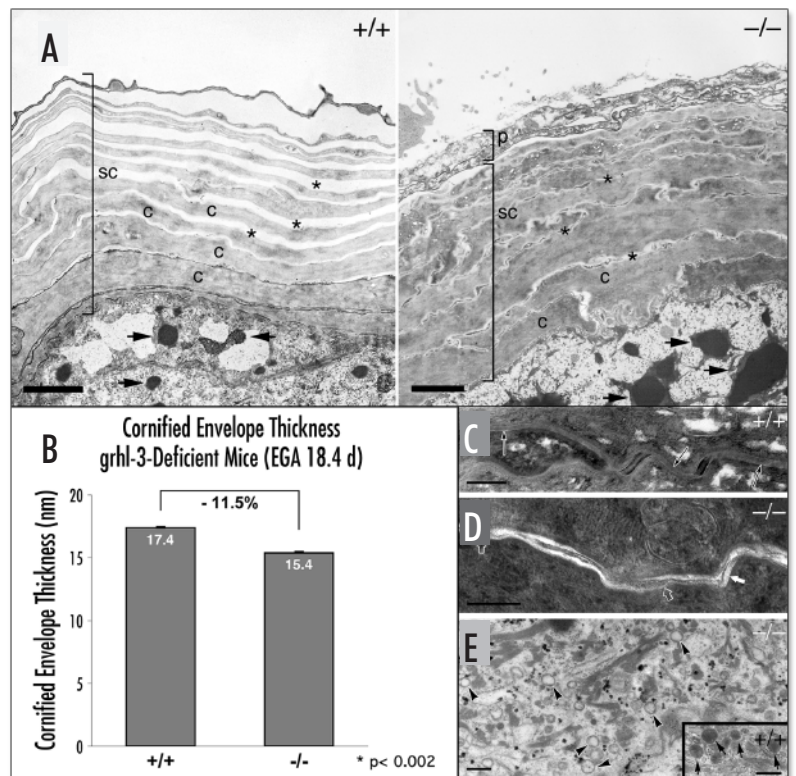 A
+/+
sc
*
c
c
*
*
c
c
−/−
p
sc
*
*
*
c
c
B
Cornified Envelope Thickness
grhl-3-Deficient Mice (EGA 18.4 d)
Cornified Envelope Thickness (nm)
20
15
10
5
0
- 11.5%
17.4
15.4
+/+
-/-
* p< 0.002
C
+/+
D
−/−
E
−/−
+/+